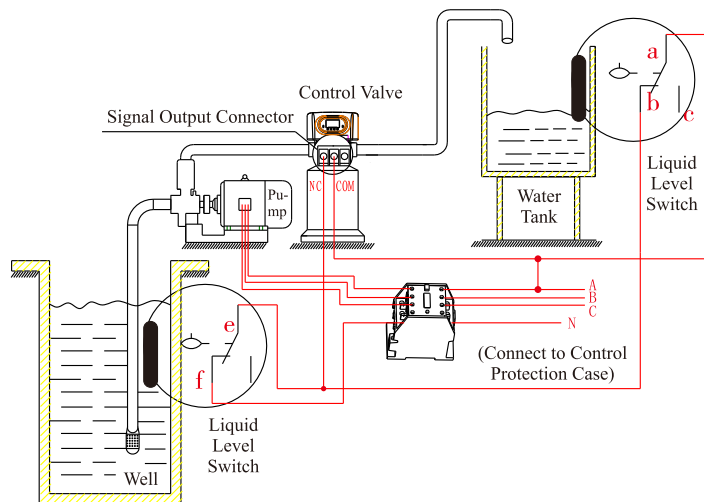 Control Valve
Signal Output Connector
NC
COM
Pu-
mp
a
b
c
Liquid
Level
Switch
Water
Tank
A
B
C
N
(Connect to Control
Protection Case)
e
f
Liquid
Level
Switch
Well